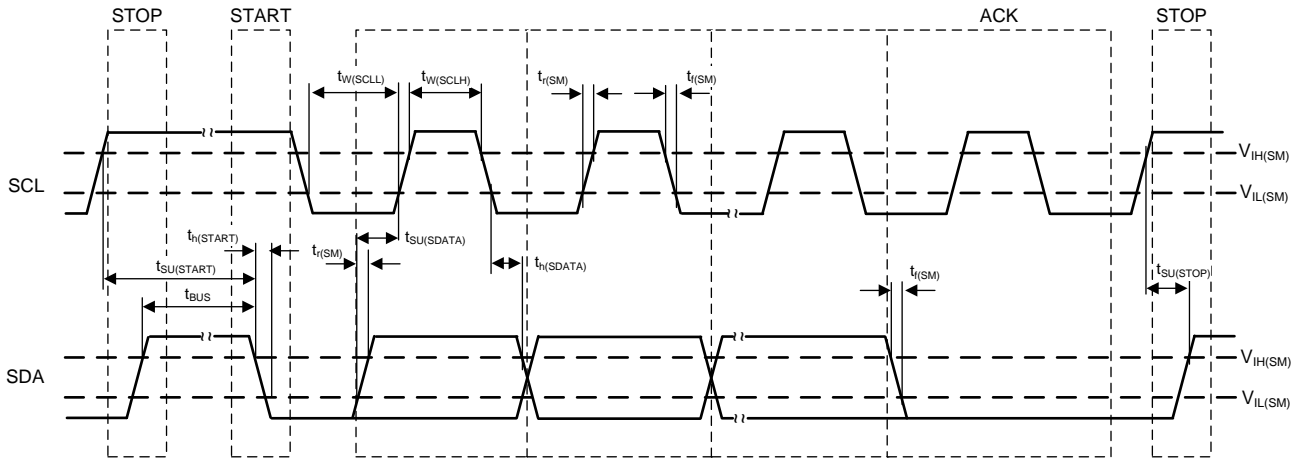 STOP START ACK STOP
tW(SCLL) tW(SCLH) tr(SM) tf(SM)
VIH(SM)
SCL
VIL(SM)
th(START) tr(SM) tSU(SDATA)
tSU(START) th(SDATA) tf(SM) tSU(STOP)
tBUS
VIH(SM)
SDA
VIL(SM)